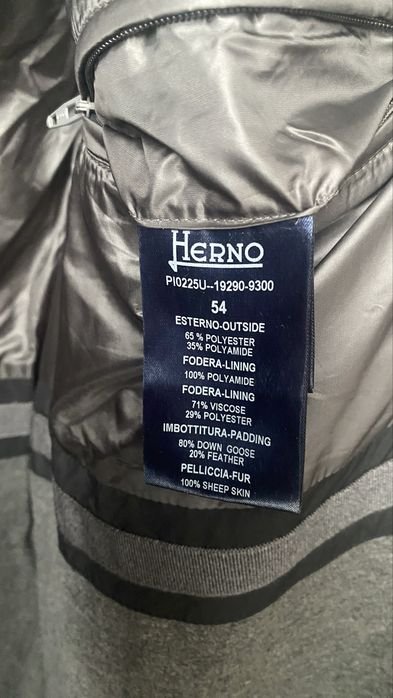 HERNO
PI0225U--19290-9300
54
ESTERNO-OUTSIDE
65 % POLYESTER
35% POLYAMIDE
FODERA-LINING
100% POLYAMIDE
FODERA-LINING
71% VISCOSE
29% POLYESTER
IMBOTTITURA-PADDING
80% DOWN GOOSE
20% FEATHER
PELLICCIA-FUR
100% SHEEP SKIN